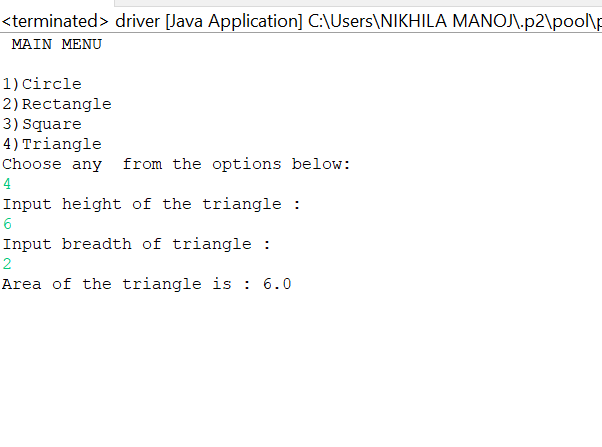 <terminated> driver [Java Application] C:\Users\NIKHILA MANOJ\.p2\pool\p
MAIN MENU
1)Circle
2)Rectangle
3)Square
4)Triangle
Choose any  from the options below:
4
Input height of the triangle :
6
Input breadth of triangle :
2
Area of the triangle is : 6.0